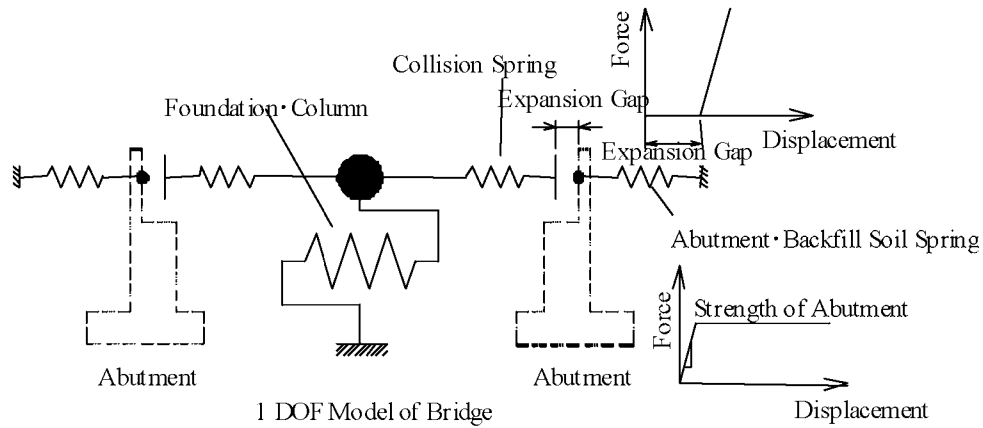 Force
Collision Spring
Expansion Gap
Foundation·Column
Displacement
Expansion Gap
Abutment·Backfill Soil Spring
Force
Strength of Abutment
Abutment
Abutment
1 DOF Model of Bridge
Displacement